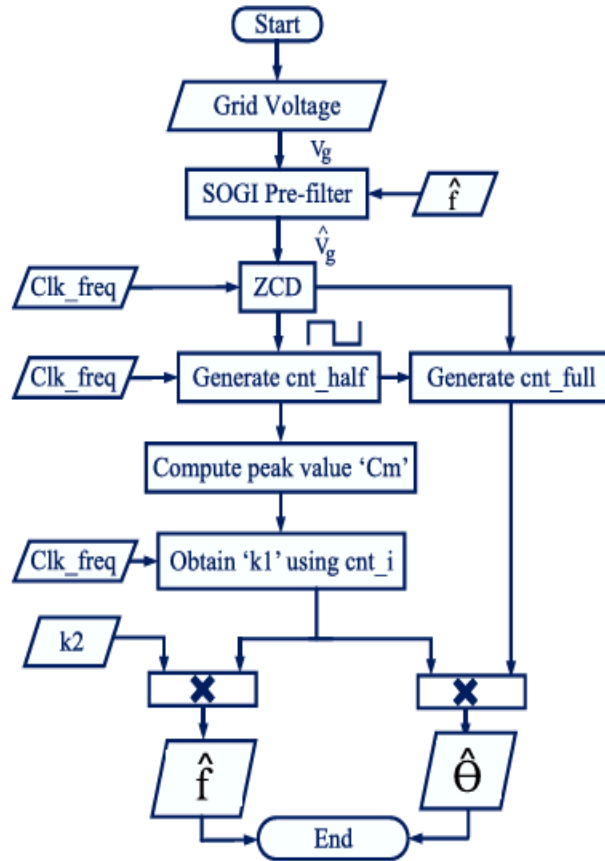 Start
Grid Voltage
Vg
SOGI Pre-filter
f̂
V̂g
Clk_freq
ZCD
Clk_freq
Generate cnt_half
Generate cnt_full
Compute peak value ‘Cm’
Clk_freq
Obtain ‘k1’ using cnt_i
k2
f̂
Θ̂
End